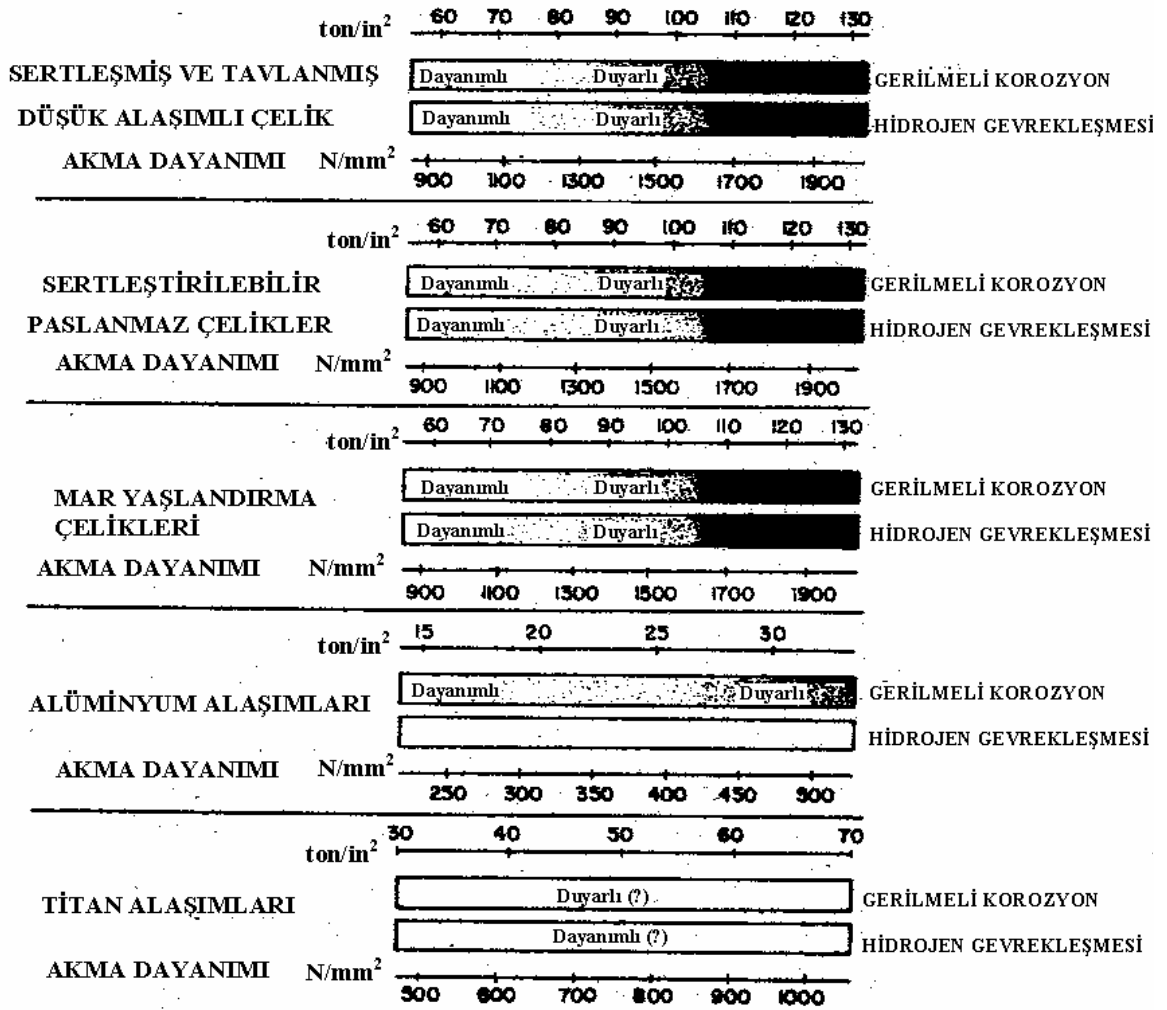 ton/in² 60 70 80 90 100 110 120 130
SERTLEŞMİŞ VE TAVLANMIŞ Dayanımlı Duyarlı GERİLMELİ KOROZYON
DÜŞÜK ALAŞIMLI ÇELİK Dayanımlı Duyarlı HİDROJEN GEVREKLEŞMESİ
AKMA DAYANIMI N/mm² 900 1100 1300 1500 1700 1900
ton/in² 60 70 80 90 100 110 120 130
SERTLEŞTİRİLEBİLİR Dayanımlı Duyarlı GERİLMELİ KOROZYON
PASLANMAZ ÇELİKLER Dayanımlı Duyarlı HİDROJEN GEVREKLEŞMESİ
AKMA DAYANIMI N/mm² 900 1100 1300 1500 1700 1900
ton/in² 60 70 80 90 100 110 120 130
MAR YAŞLANDIRMA Dayanımlı Duyarlı GERİLMELİ KOROZYON
ÇELİKLERİ Dayanımlı Duyarlı HİDROJEN GEVREKLEŞMESİ
AKMA DAYANIMI N/mm² 900 1100 1300 1500 1700 1900
ton/in² 15 20 25 30
ALÜMİNYUM ALAŞIMLARI Dayanımlı Duyarlı GERİLMELİ KOROZYON
HİDROJEN GEVREKLEŞMESİ
AKMA DAYANIMI N/mm² 250 300 350 400 450 500
ton/in² 30 40 50 60 70
TİTAN ALAŞIMLARI Duyarlı (?) GERİLMELİ KOROZYON
Dayanımlı (?) HİDROJEN GEVREKLEŞMESİ
AKMA DAYANIMI N/mm² 500 600 700 800 900 1000